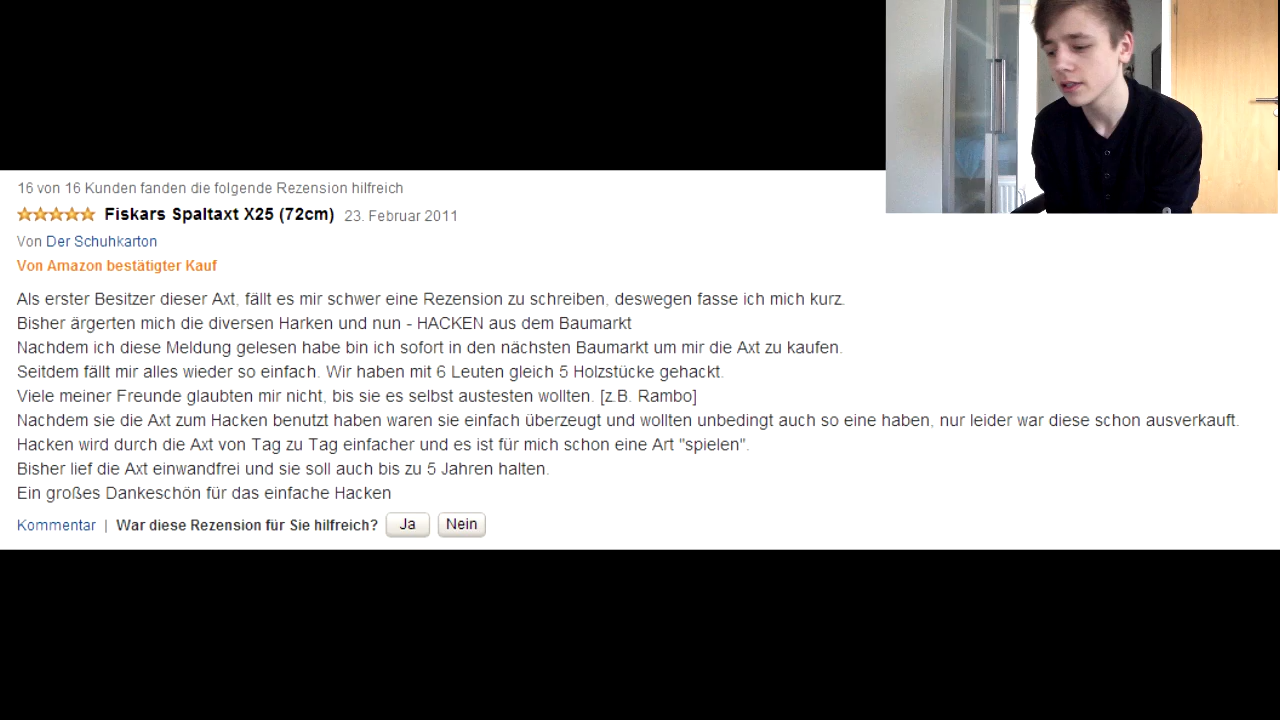 16 von 16 Kunden fanden die folgende Rezension hilfreich
Fiskars Spaltaxt X25 (72cm) 23. Februar 2011
Von Der Schuhkarton
Von Amazon bestätigter Kauf
Als erster Besitzer dieser Axt, fällt es mir schwer eine Rezension zu schreiben, deswegen fasse ich mich kurz.
Bisher ärgerten mich die diversen Harken und nun - HACKEN aus dem Baumarkt
Nachdem ich diese Meldung gelesen habe bin ich sofort in den nächsten Baumarkt um mir die Axt zu kaufen.
Seitdem fällt mir alles wieder so einfach. Wir haben mit 6 Leuten gleich 5 Holzstücke gehackt.
Viele meiner Freunde glaubten mir nicht, bis sie es selbst austesten wollten. [z.B. Rambo]
Nachdem sie die Axt zum Hacken benutzt haben waren sie einfach überzeugt und wollten unbedingt auch so eine haben, nur leider war diese schon ausverkauft.
Hacken wird durch die Axt von Tag zu Tag einfacher und es ist für mich schon eine Art "spielen".
Bisher lief die Axt einwandfrei und sie soll auch bis zu 5 Jahren halten.
Ein großes Dankeschön für das einfache Hacken
Kommentar | War diese Rezension für Sie hilfreich? Ja Nein